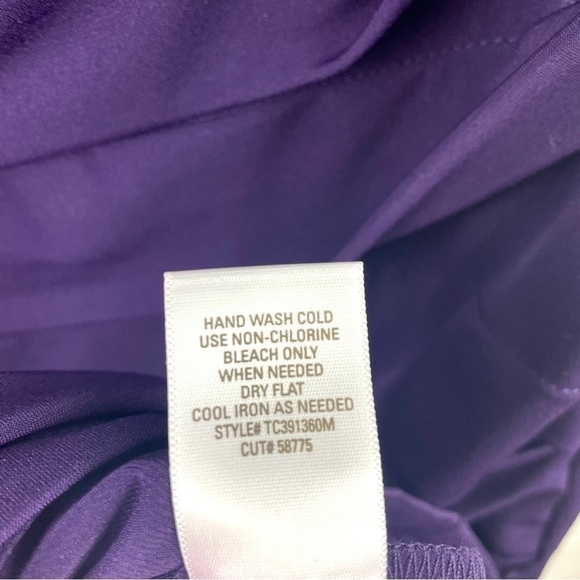 HAND WASH COLD
USE NON-CHLORINE
BLEACH ONLY
WHEN NEEDED
DRY FLAT
COOL IRON AS NEEDED
STYLE# TC391360M
CUT# 58775